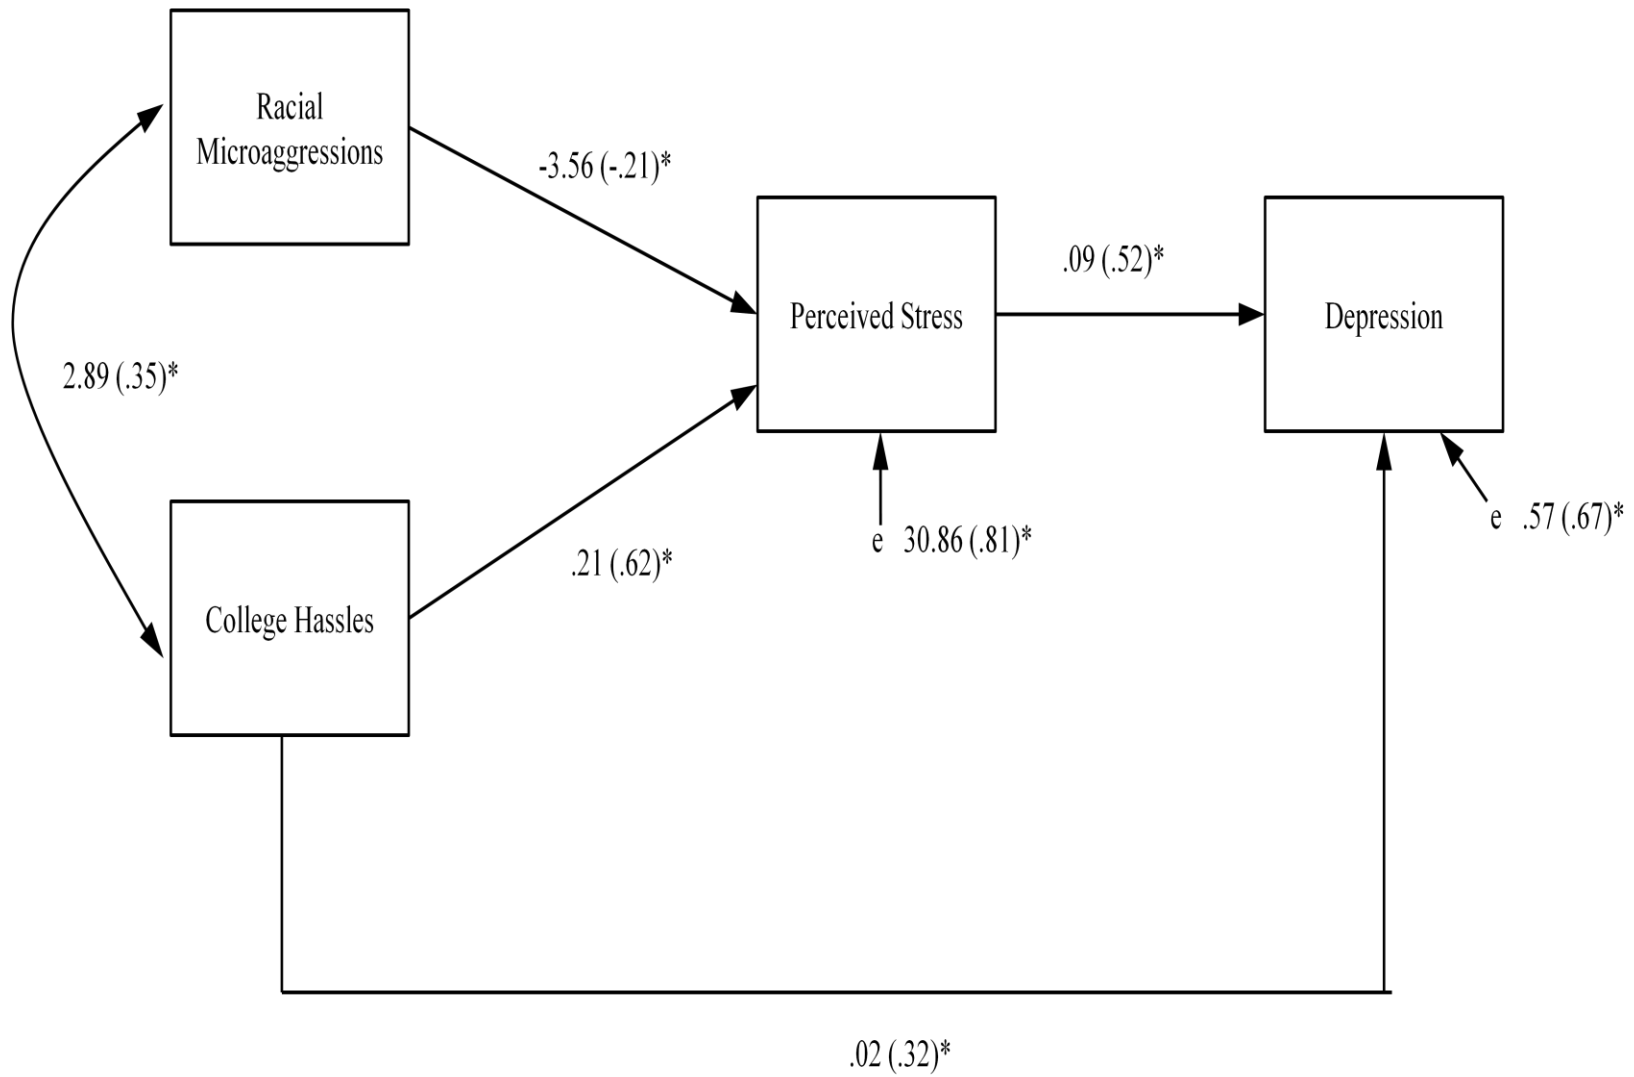 Racial
Microaggressions
-3.56 (-.21)*
.09 (.52)*
Perceived Stress
Depression
2.89 (.35)*
e .57 (.67)*
e 30.86 (.81)*
.21 (.62)*
College Hassles
.02 (.32)*